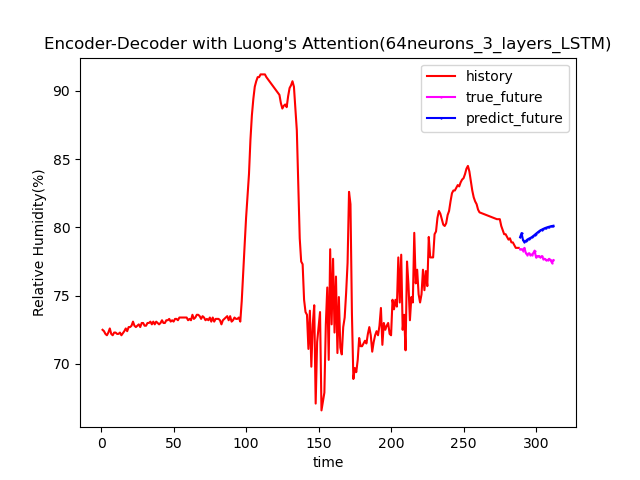 Encoder-Decoder with Luong's Attention(64neurons_3_layers_LSTM)
history
true_future
predict_future
Relative Humidity(%)
90
85
80
75
70
0 50 100 150 200 250 300
time